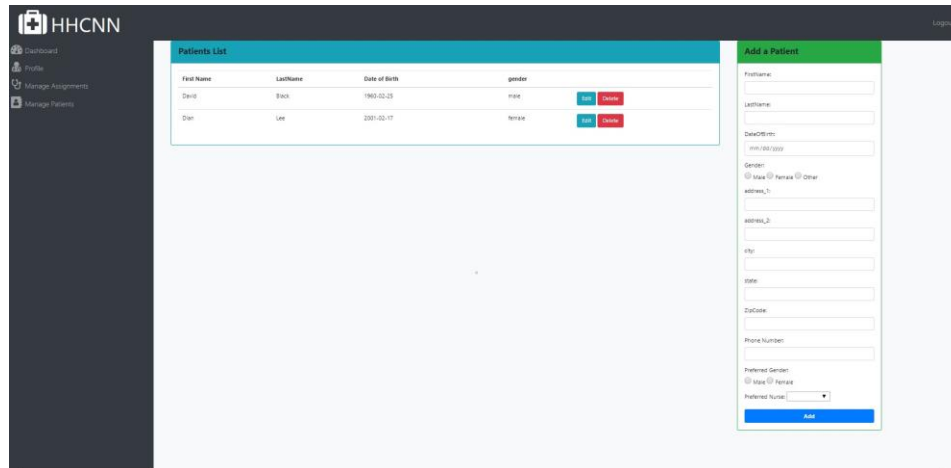 HHCNN
Logou
Dashboard
Profile
Manage Assignments
Manage Patients
Patients List
First Name LastName Date of Birth gender
David Black 1960-02-25 male Edit Delete
Dian Lee 2001-02-17 female Edit Delete
Add a Patient
FirstName:
LastName:
DateOfBirth:
mm/dd/yyyy
Gender:
Male Female Other
address_1:
address_2:
city:
state:
ZipCode:
Phone Number:
Preferred Gender:
Male Female
Preferred Nurse:
Add